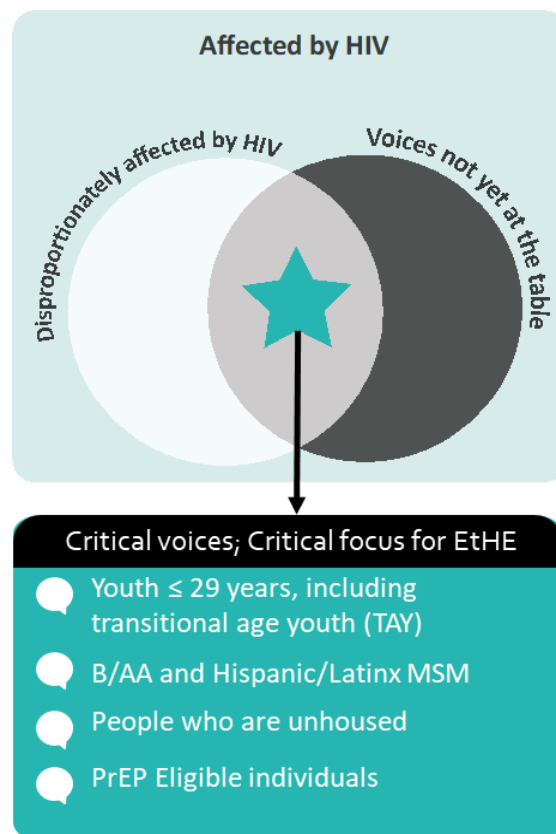 Affected by HIV
Disproportionately affected by HIV
Voices not yet at the table
Critical voices; Critical focus for EtHE
Youth ≤ 29 years, including
transitional age youth (TAY)
B/AA and Hispanic/Latinx MSM
People who are unhoused
PrEP Eligible individuals